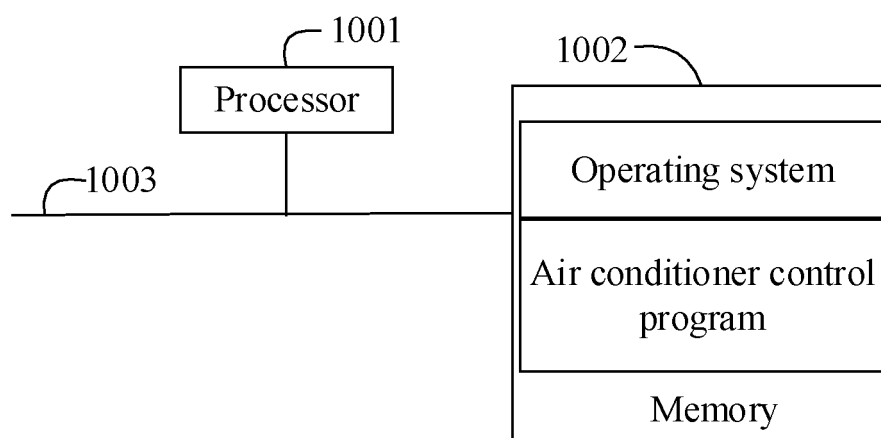 1001
Processor
1002
1003
Operating system
Air conditioner control
program
Memory